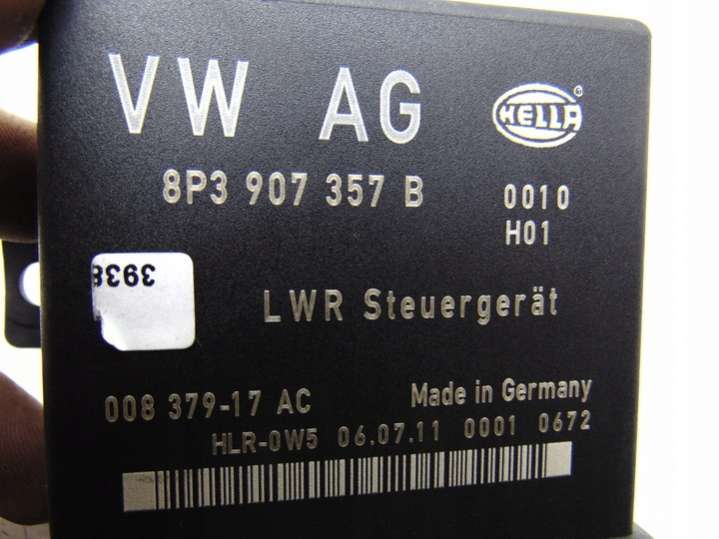 VW AG
HELLA
8P3 907 357 B
0010
H01
3938
LWR Steuergerät
008 379-17 AC
Made in Germany
HLR-0W5 06.07.11 0001 0672